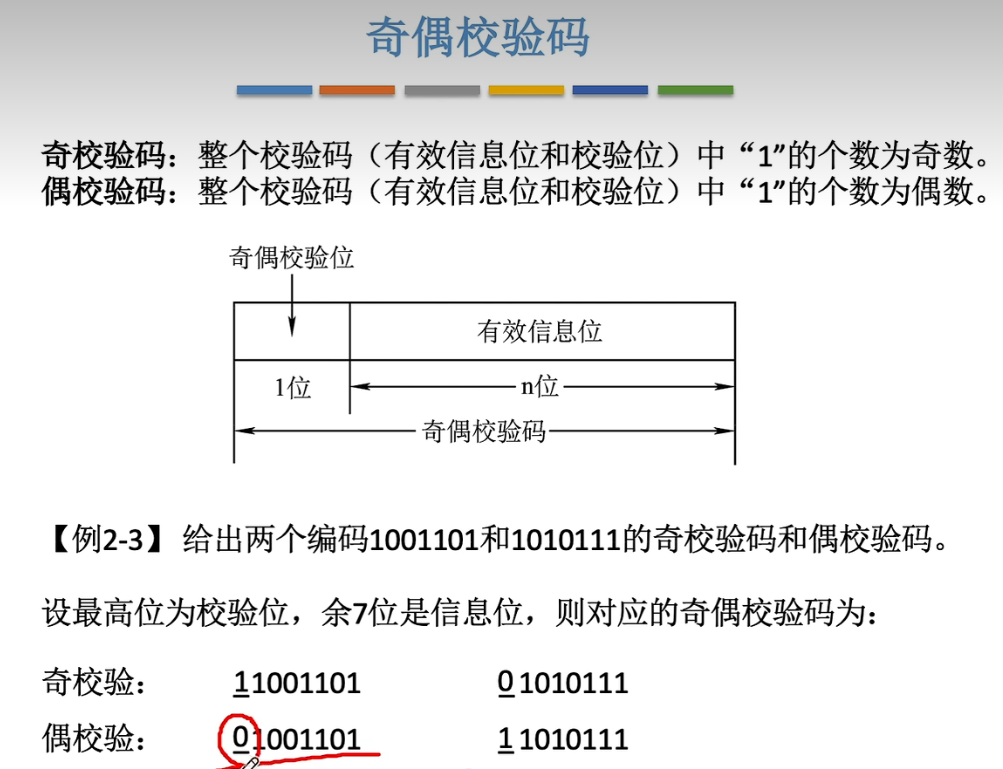 奇偶校验码
奇校验码：整个校验码（有效信息位和校验位）中“1”的个数为奇数。
偶校验码：整个校验码（有效信息位和校验位）中“1”的个数为偶数。
奇偶校验位
有效信息位
1位
n位
奇偶校验码
【例2-3】 给出两个编码1001101和1010111的奇校验码和偶校验码。
设最高位为校验位，余7位是信息位，则对应的奇偶校验码为：
奇校验： 11001101 01010111
偶校验： 01001101 11010111